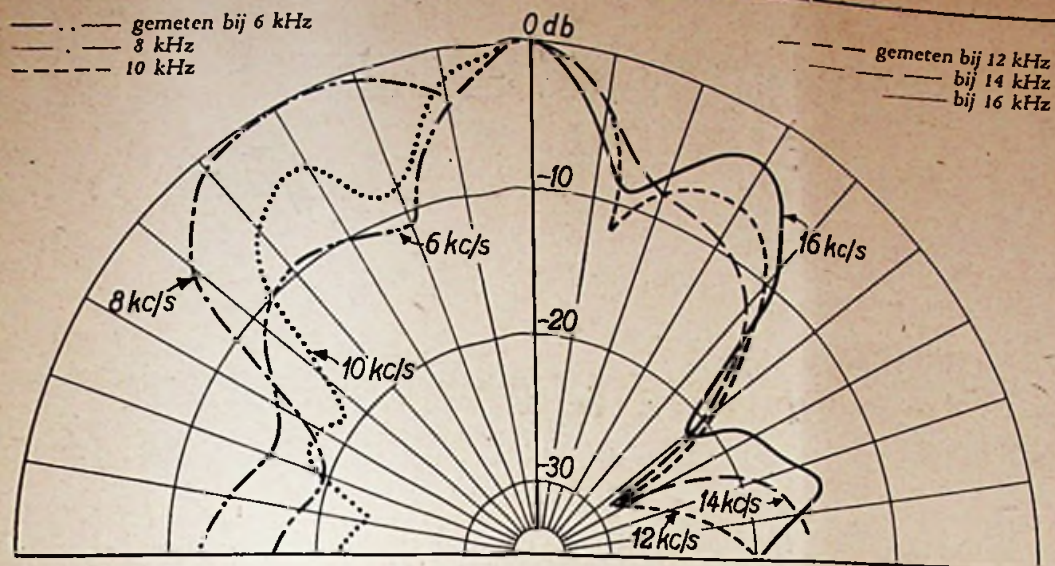 gemeten bij 6 kHz
8 kHz
10 kHz
0 db
gemeten bij 12 kHz
bij 14 kHz
bij 16 kHz
-10
6 kc/s
16 kc/s
8 kc/s
-20
10 kc/s
-30
14 kc/s
12 kc/s